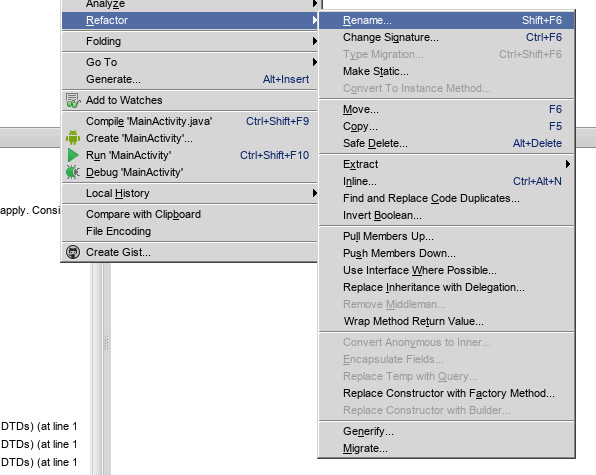 Analyze
Refactor
Folding
Go To
Generate... Alt+Insert
Add to Watches
Compile 'MainActivity.java' Ctrl+Shift+F9
Create 'MainActivity'...
Run 'MainActivity' Ctrl+Shift+F10
Debug 'MainActivity'
Local History
Compare with Clipboard
File Encoding
Create Gist...
Rename... Shift+F6
Change Signature... Ctrl+F6
Type Migration... Ctrl+Shift+F6
Make Static...
Convert To Instance Method...
Move... F6
Copy... F5
Safe Delete... Alt+Delete
Extract
Inline... Ctrl+Alt+N
Find and Replace Code Duplicates...
Invert Boolean...
Pull Members Up...
Push Members Down...
Use Interface Where Possible...
Replace Inheritance with Delegation...
Remove Middleman...
Wrap Method Return Value...
Convert Anonymous to Inner...
Encapsulate Fields...
Replace Temp with Query...
Replace Constructor with Factory Method...
Replace Constructor with Builder...
Generify...
Migrate...
apply. Consi
DTDs) (at line 1
DTDs) (at line 1
DTDs) (at line 1